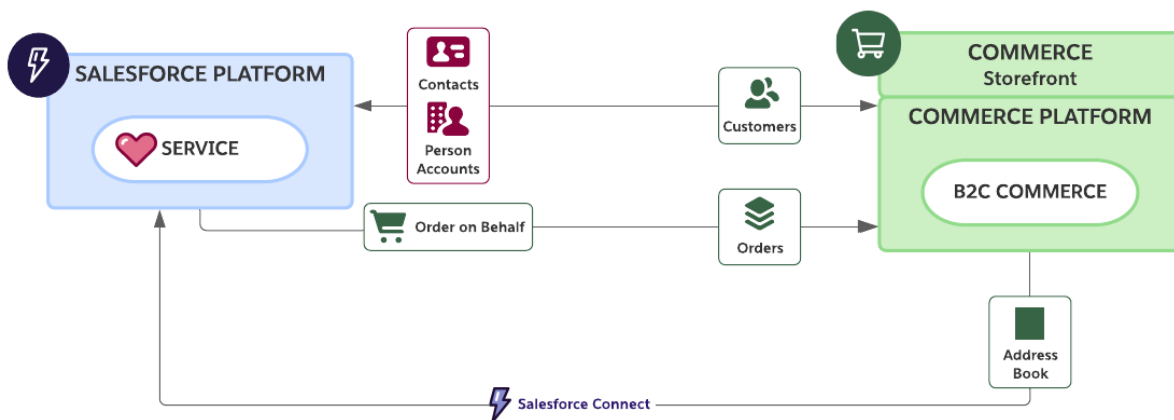 SALESFORCE PLATFORM
SERVICE
Contacts
Person
Accounts
Customers
COMMERCE
Storefront
COMMERCE PLATFORM
B2C COMMERCE
Order on Behalf
Orders
Address
Book
Salesforce Connect